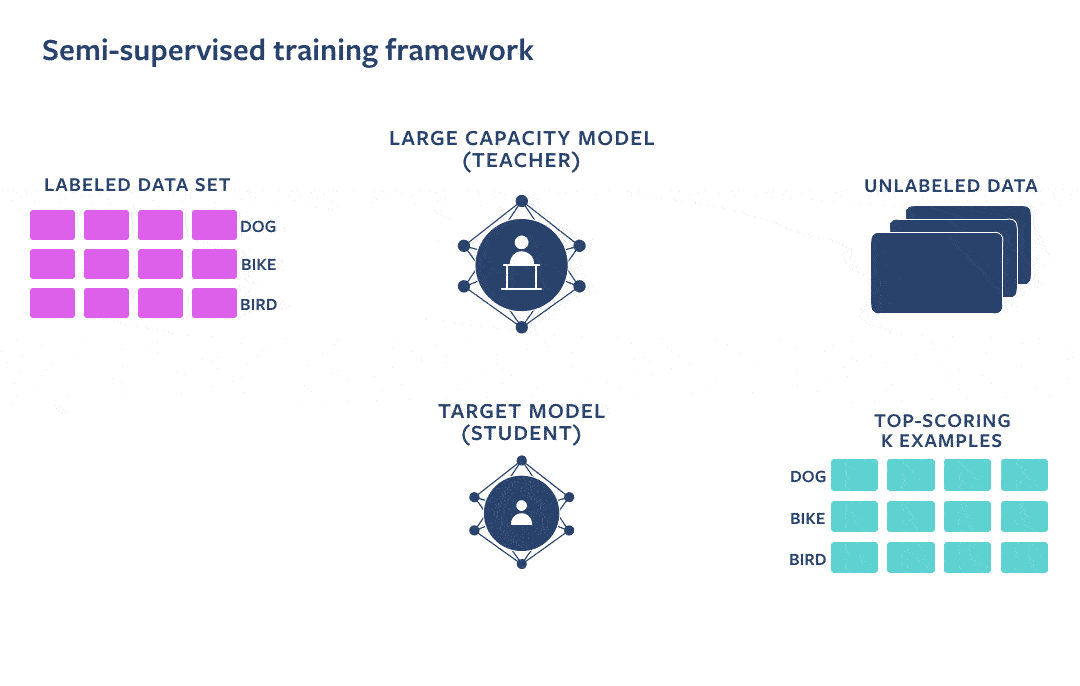 Semi-supervised training framework
LARGE CAPACITY MODEL
(TEACHER)
LABELED DATA SET
DOG
BIKE
BIRD
UNLABELED DATA
TARGET MODEL
(STUDENT)
TOP-SCORING
K EXAMPLES
DOG
BIKE
BIRD